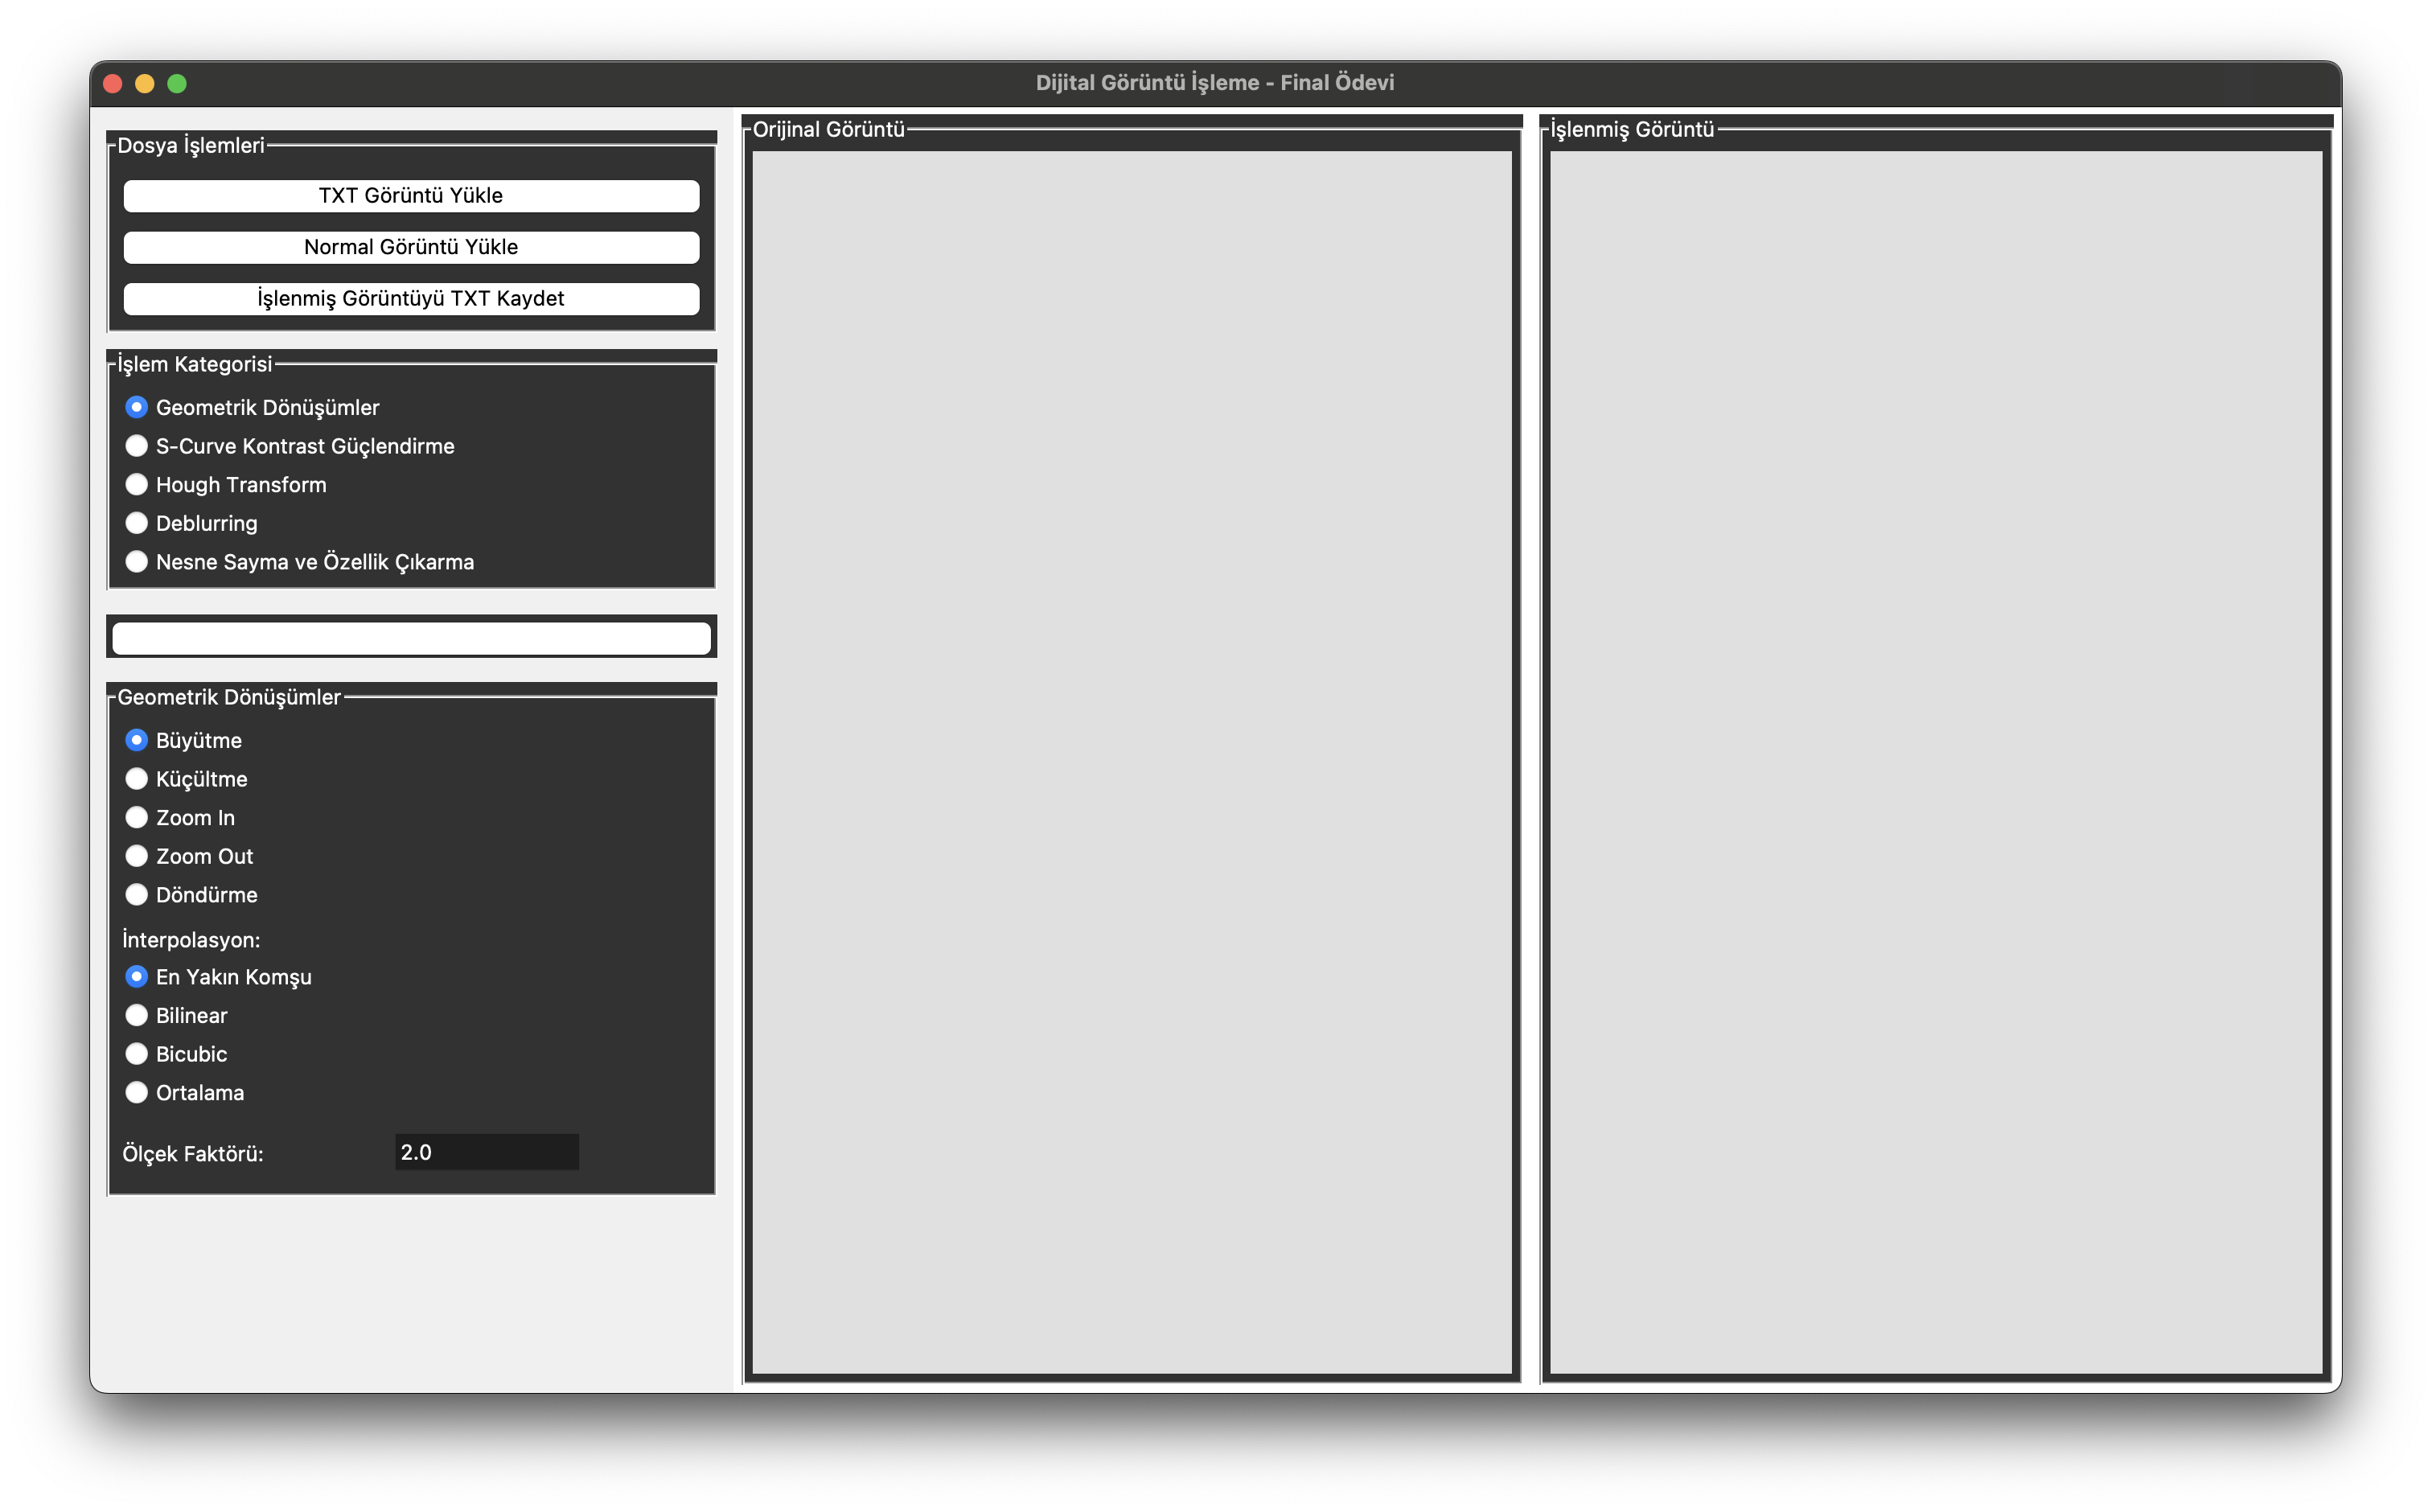 Dijital Görüntü İşleme - Final Ödevi
Dosya İşlemleri
TXT Görüntü Yükle
Normal Görüntü Yükle
İşlenmiş Görüntüyü TXT Kaydet
İşlem Kategorisi
Geometrik Dönüşümler
S-Curve Kontrast Güçlendirme
Hough Transform
Deblurring
Nesne Sayma ve Özellik Çıkarma
Geometrik Dönüşümler
Büyütme
Küçültme
Zoom In
Zoom Out
Döndürme
İnterpolasyon:
En Yakın Komşu
Bilinear
Bicubic
Ortalama
Ölçek Faktörü: 2.0
Orijinal Görüntü
İşlenmiş Görüntü